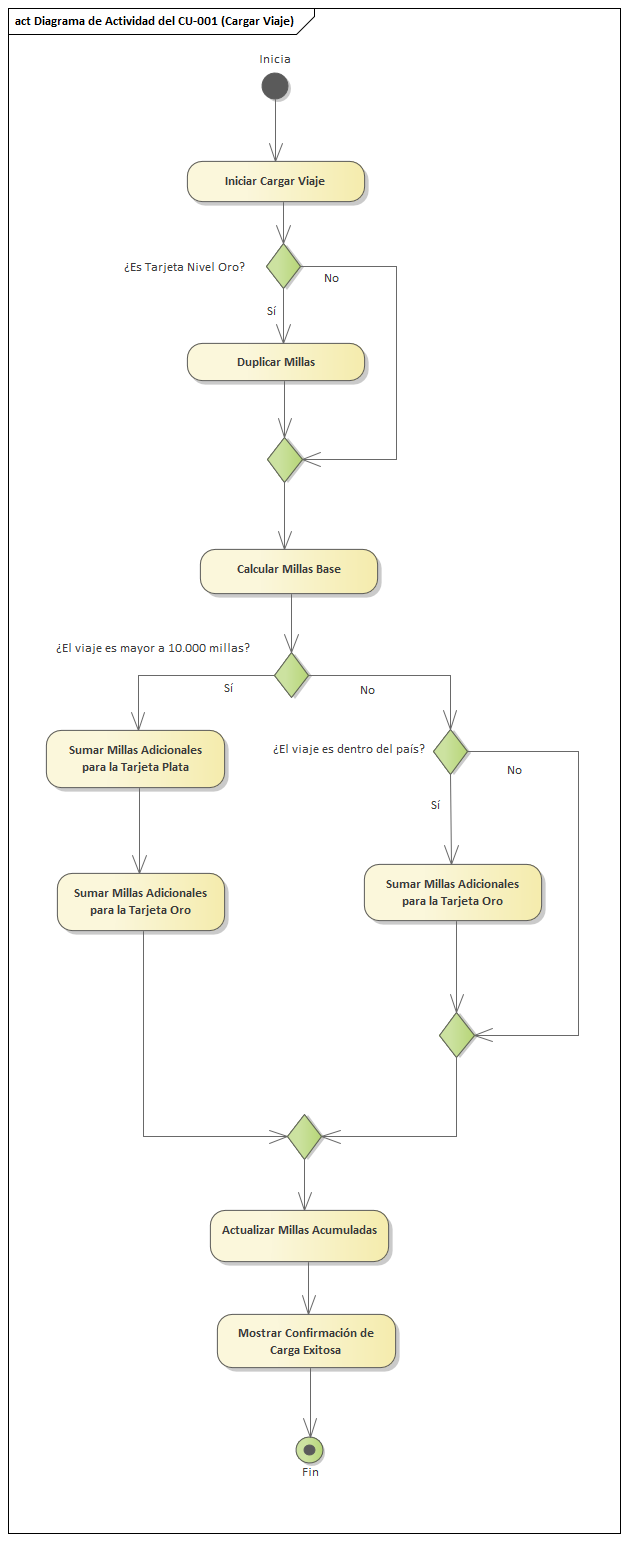 act Diagrama de Actividad del CU-001 (Cargar Viaje)
Inicia
Iniciar Cargar Viaje
¿Es Tarjeta Nivel Oro?
No
Sí
Duplicar Millas
Calcular Millas Base
¿El viaje es mayor a 10.000 millas?
Sí
No
Sumar Millas Adicionales
para la Tarjeta Plata
¿El viaje es dentro del país?
No
Sí
Sumar Millas Adicionales
para la Tarjeta Oro
Sumar Millas Adicionales
para la Tarjeta Oro
Actualizar Millas Acumuladas
Mostrar Confirmación de
Carga Exitosa
Fin